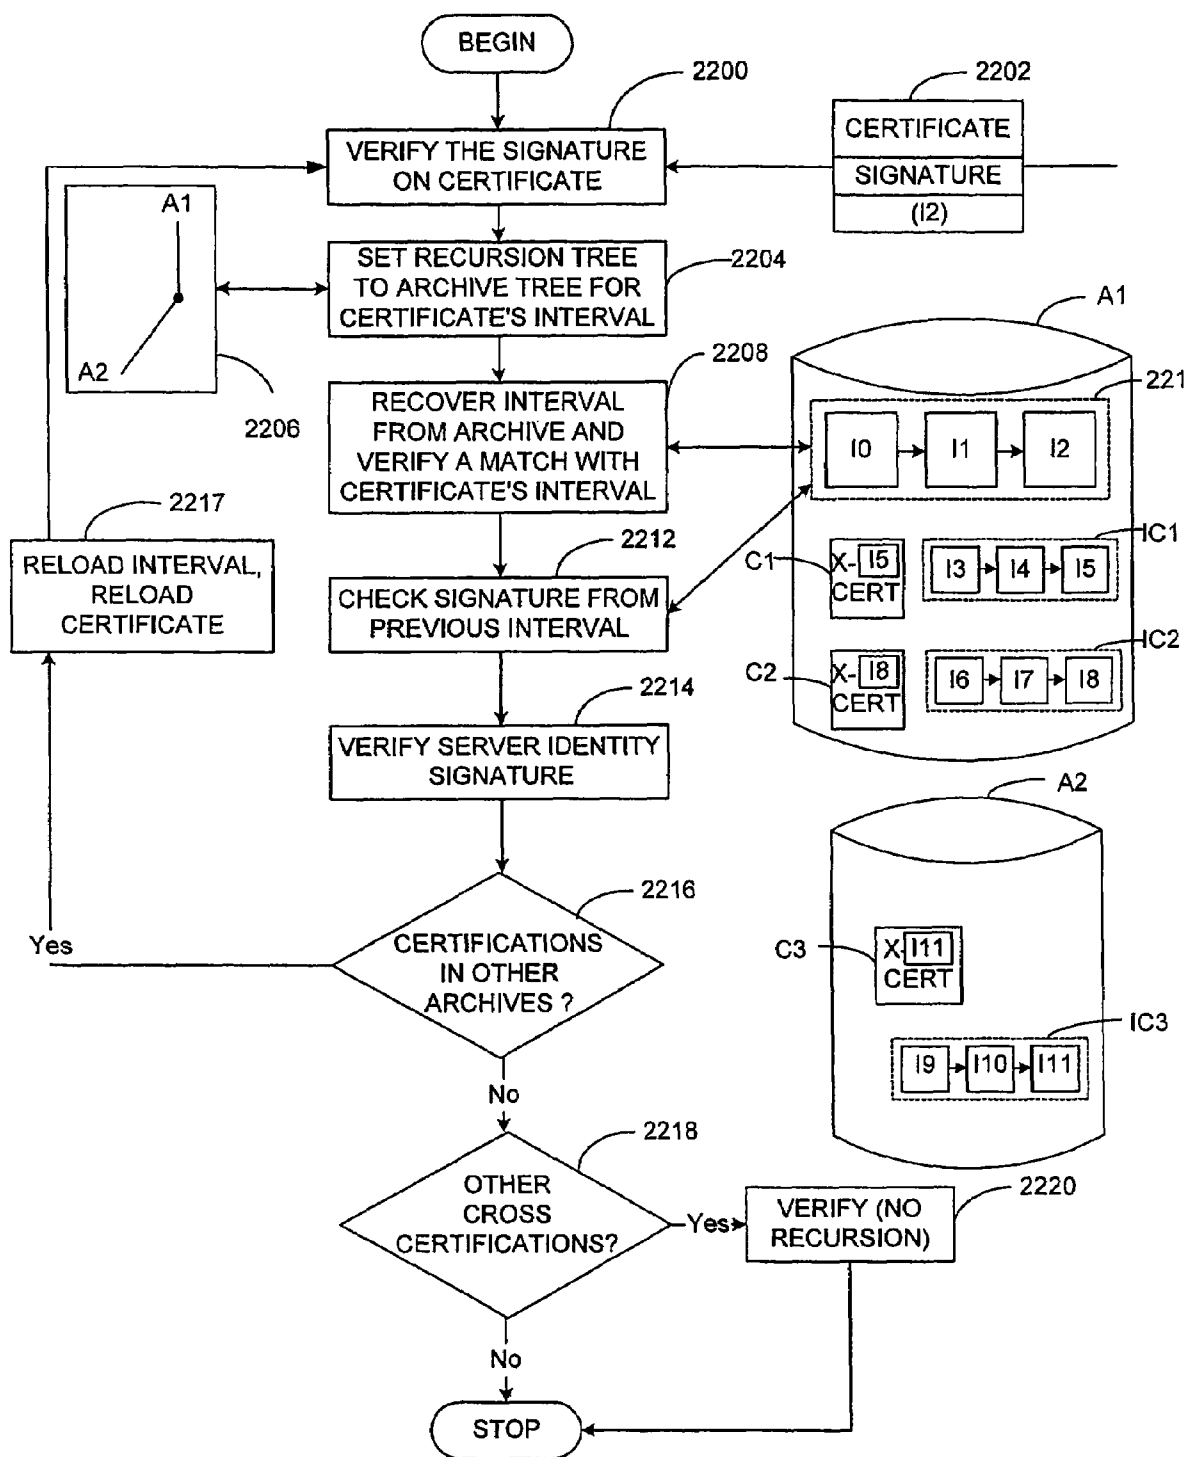 BEGIN
2200
2202
VERIFY THE SIGNATURE
ON CERTIFICATE
CERTIFICATE
SIGNATURE
(I2)
A1
A2
2206
SET RECURSION TREE
TO ARCHIVE TREE FOR
CERTIFICATE'S INTERVAL
2204
A1
2208
221
RECOVER INTERVAL
FROM ARCHIVE AND
VERIFY A MATCH WITH
CERTIFICATE'S INTERVAL
I0
I1
I2
2217
RELOAD INTERVAL,
RELOAD
CERTIFICATE
2212
CHECK SIGNATURE FROM
PREVIOUS INTERVAL
C1
X- I5
CERT
I3
I4
I5
IC1
C2
X- I8
CERT
I6
I7
I8
IC2
2214
VERIFY SERVER IDENTITY
SIGNATURE
A2
2216
CERTIFICATIONS
IN OTHER
ARCHIVES ?
Yes
C3
X- I11
CERT
IC3
I9
I10
I11
No
2218
OTHER
CROSS
CERTIFICATIONS?
Yes
2220
VERIFY (NO
RECURSION)
No
STOP